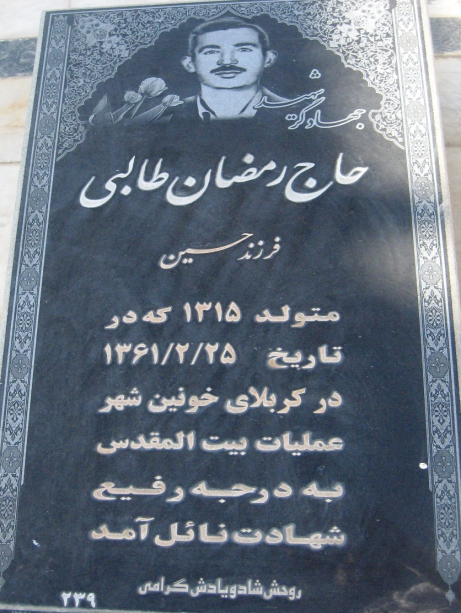 شهید
جهادگر
حاج رمضان طالبی
فرزند حسین
متولد ۱۳۱۵ که در
تاریخ ۱۳۶۱/۲/۲۵
در کربلای خونین شهر
عملیات بیت المقدس
به درجه رفیع
شهادت نائل آمد
روحش شاد و یادش گرامی
۲۳۹